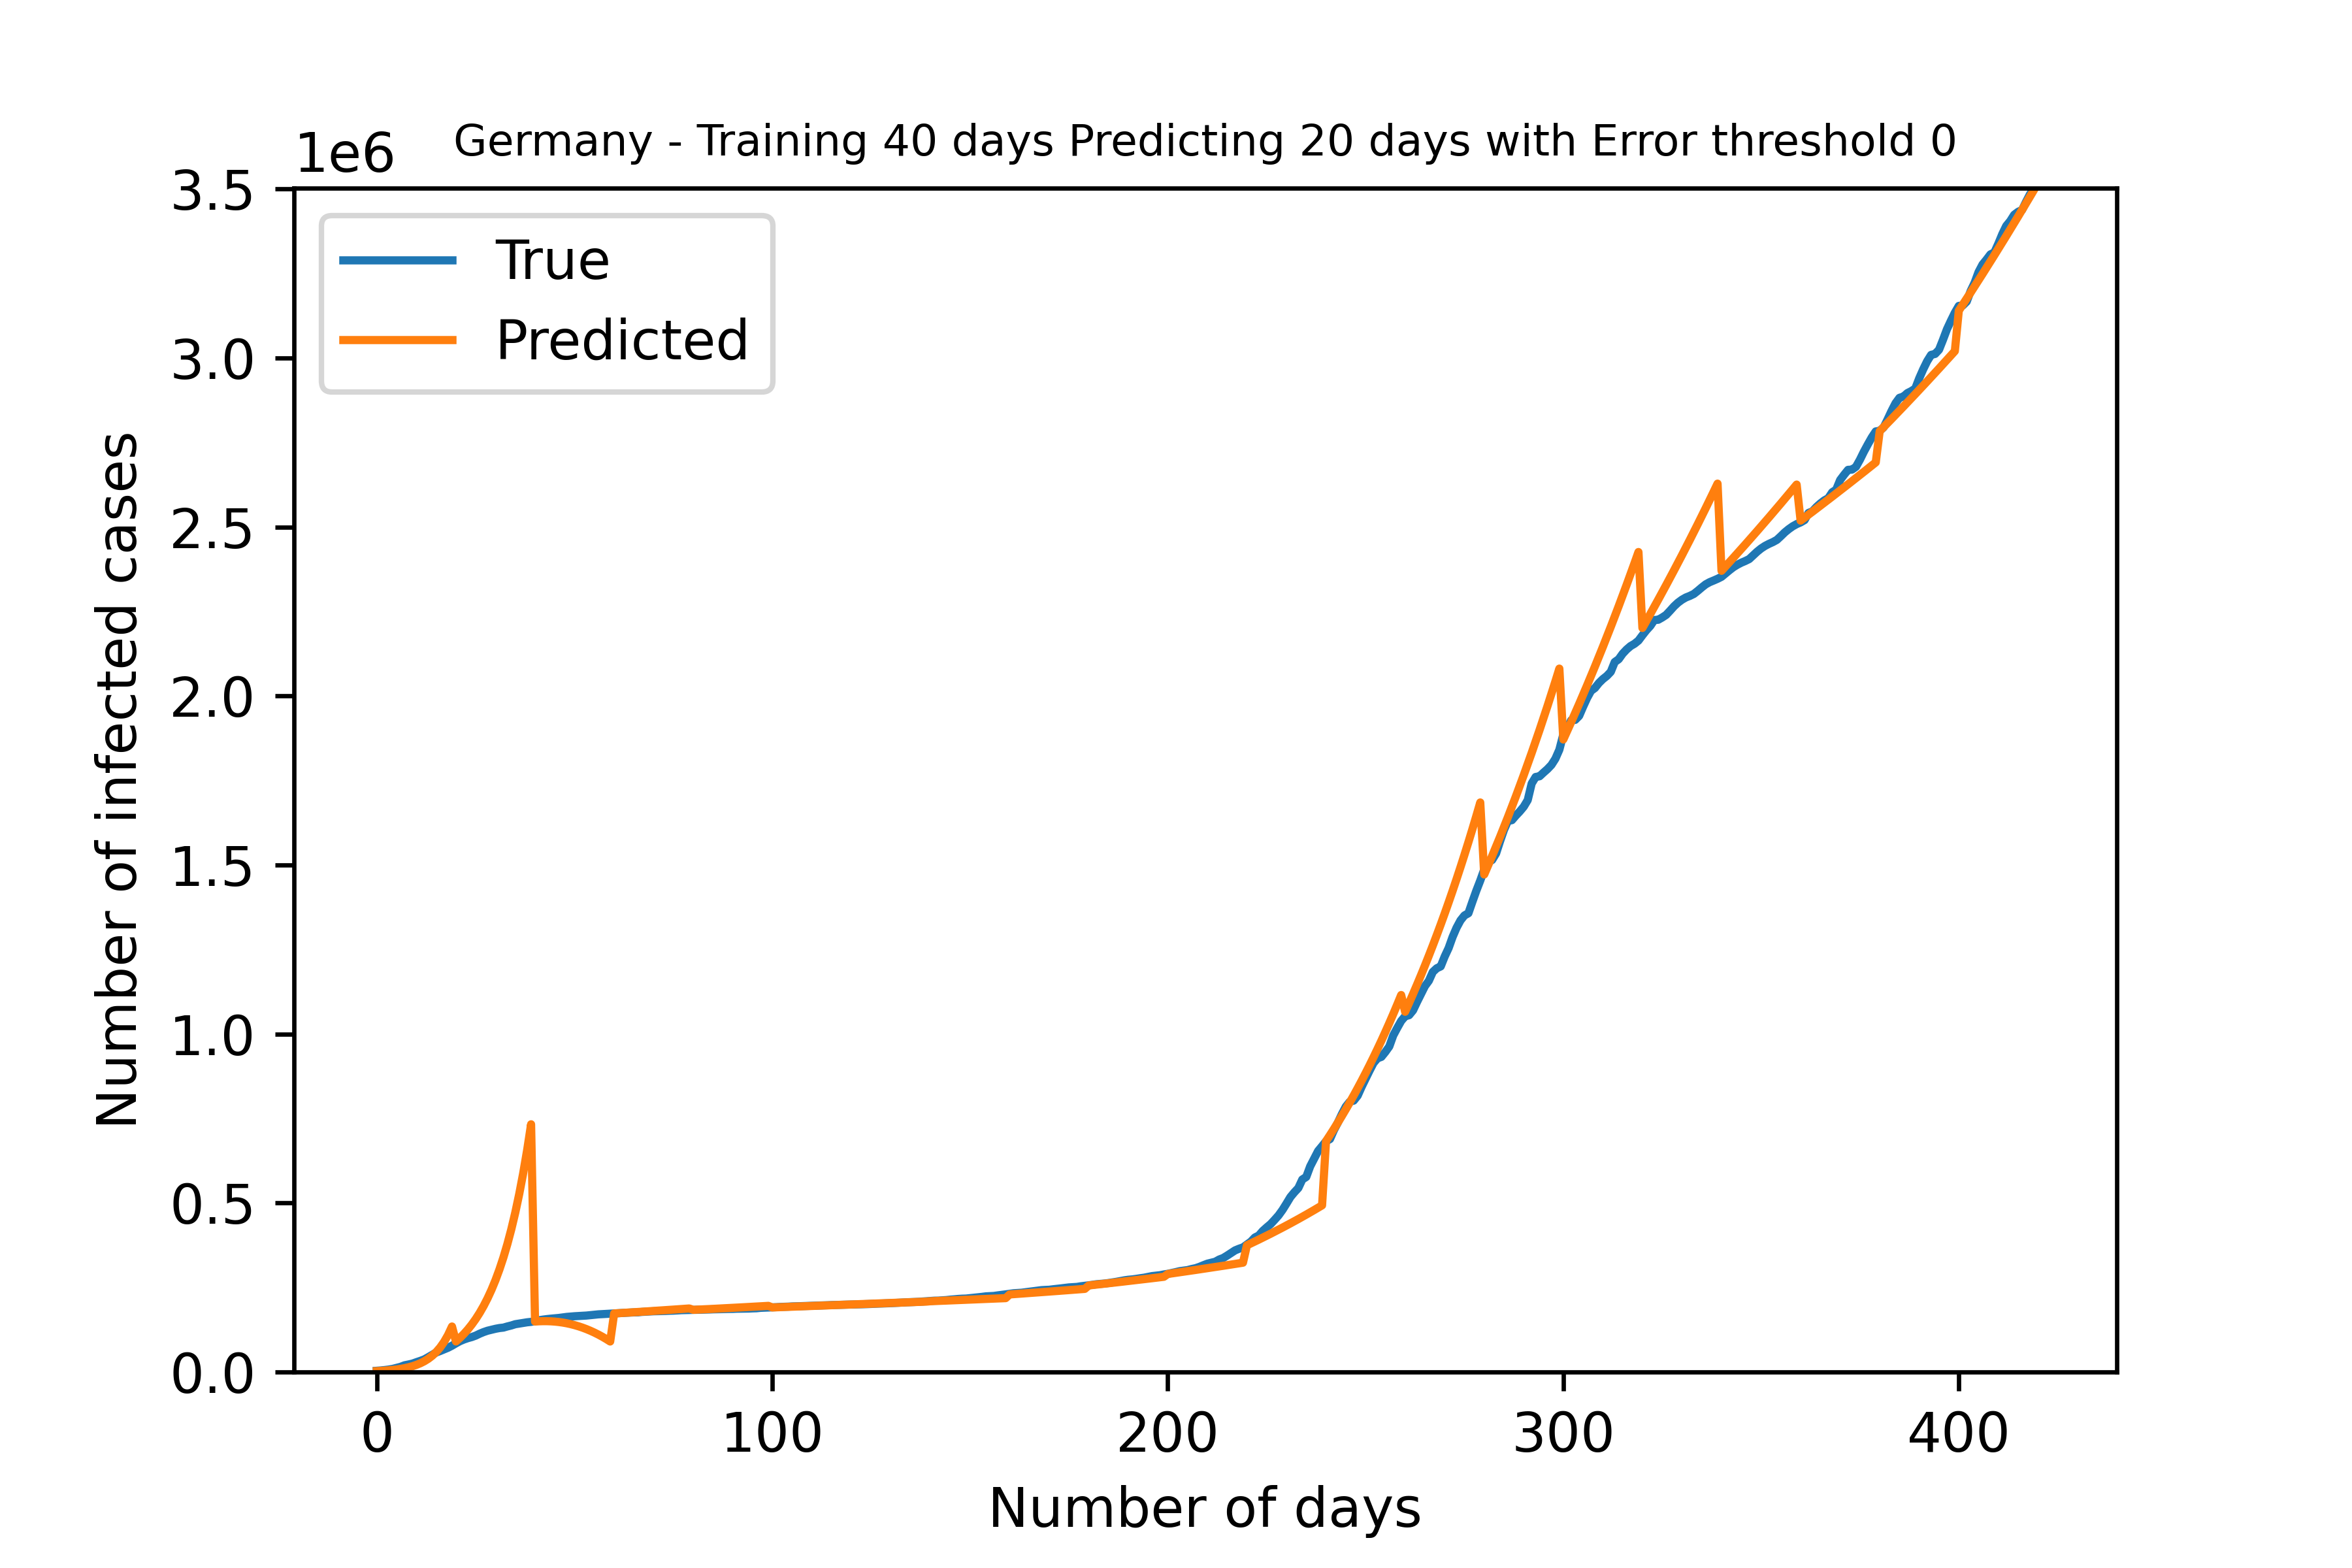 Germany - Training 40 days Predicting 20 days with Error threshold 0
1e6
3.5
3.0
2.5
2.0
1.5
1.0
0.5
0.0
Number of infected cases
True
Predicted
0 100 200 300 400
Number of days